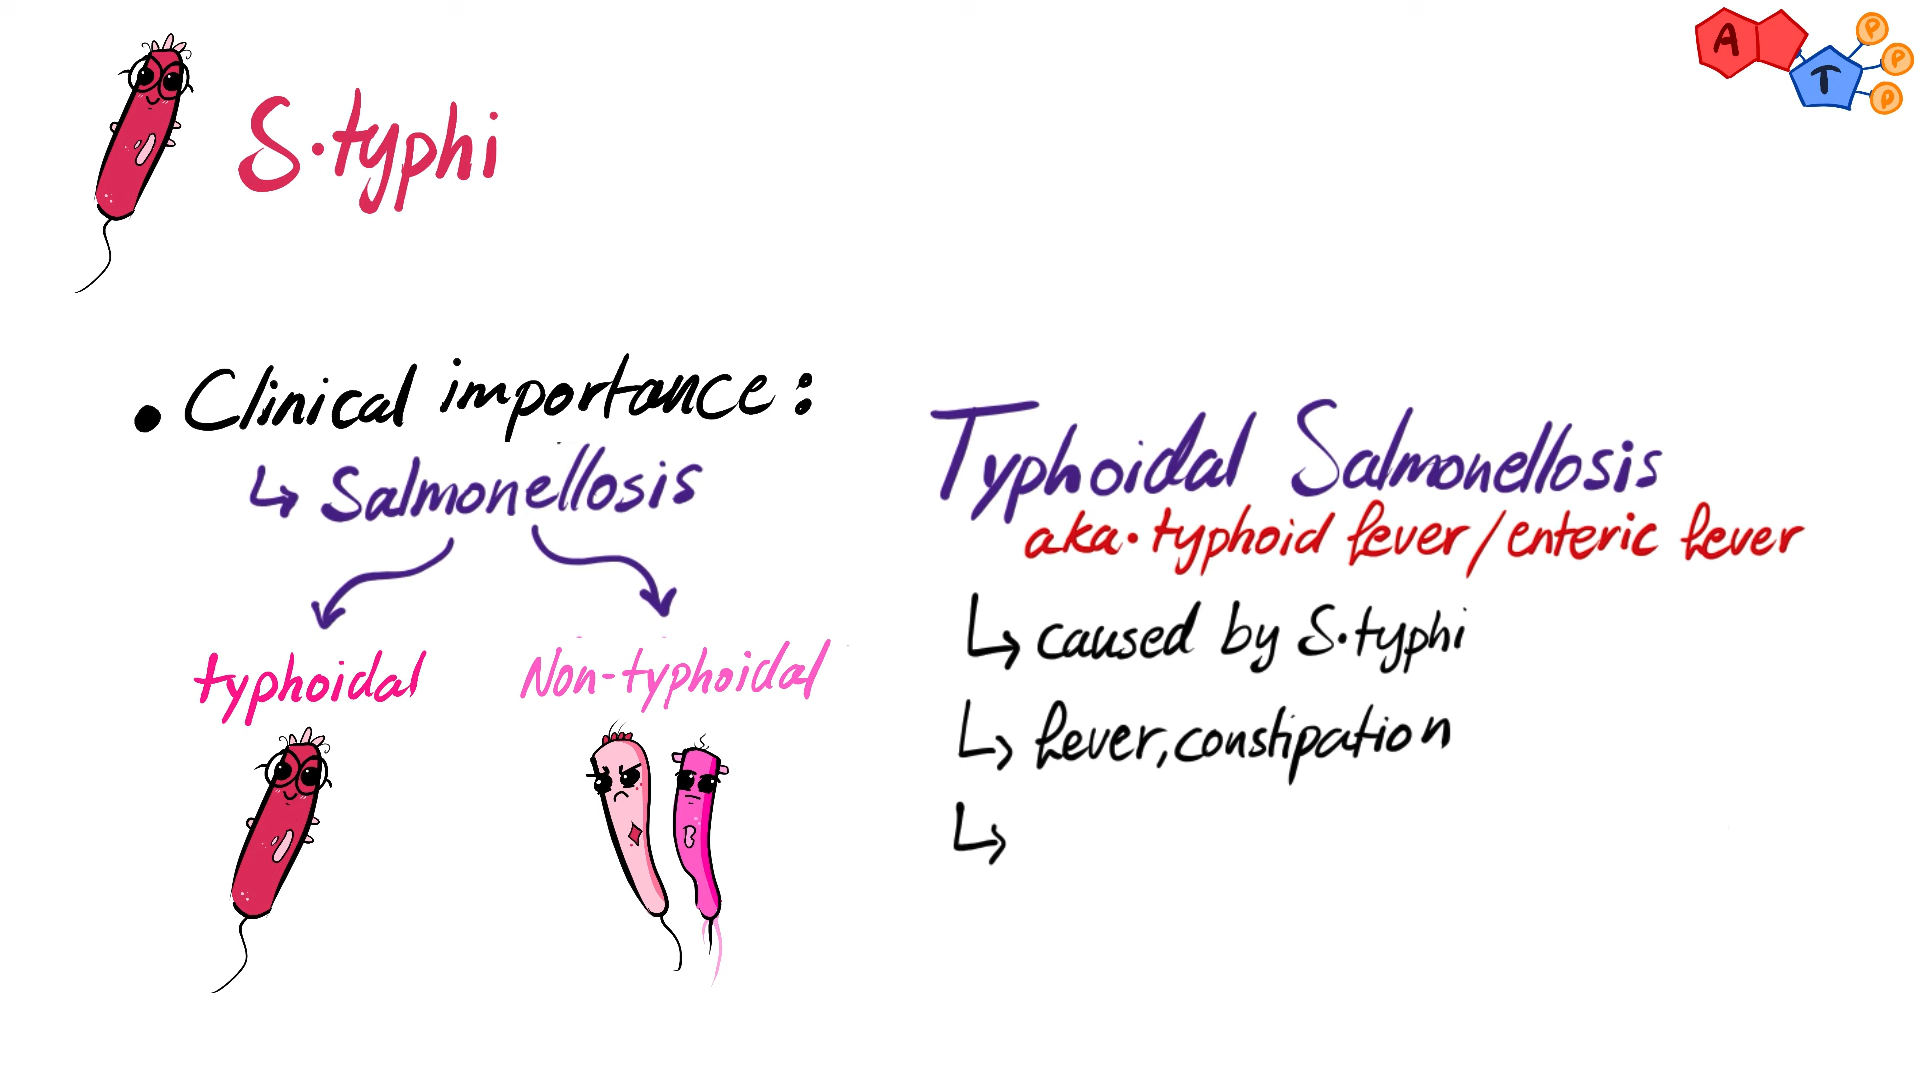 S.typhi
A T P P P
• Clinical importance:
↳ Salmonellosis
typhoidal
Non-typhoidal
Typhoidal Salmonellosis
aka. typhoid fever/enteric fever
↳ caused by S.typhi
↳ fever, constipation
↳